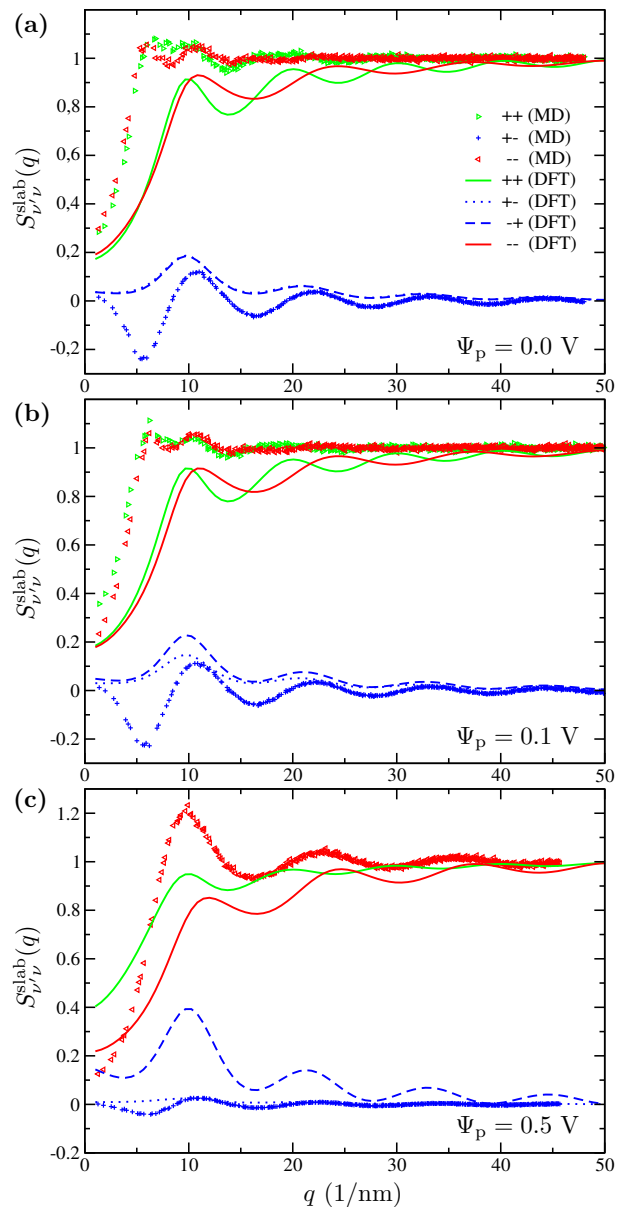 (a)
1
0.8
0.6
0.4
0.2
0
-0.2
S^slab_ν′ν(q)
++ (MD)
+- (MD)
-- (MD)
++ (DFT)
+- (DFT)
-+ (DFT)
-- (DFT)
Ψp = 0.0 V
0 10 20 30 40 50
(b)
1
0.8
0.6
0.4
0.2
0
-0.2
S^slab_ν′ν(q)
Ψp = 0.1 V
0 10 20 30 40 50
(c)
1.2
1
0.8
0.6
0.4
0.2
0
-0.2
S^slab_ν′ν(q)
Ψp = 0.5 V
0 10 20 30 40 50
q (1/nm)